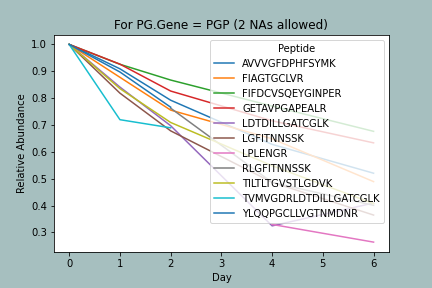 For PG.Gene = PGP (2 NAs allowed)
Relative Abundance
1.0
0.9
0.8
0.7
0.6
0.5
0.4
0.3
0 1 2 3 4 5 6
Day
Peptide
AVVVGFDPHFSYMK
FIAGTGCLVR
FIFDCVSQEYGINPER
GETAVPGAPEALR
LDTDILLGATCGLK
LGFITNNSSK
LPLENGR
RLGFITNNSSK
TILTLTGVSTLGDVK
TVMVGDRLDTDILLGATCGLK
YLQQPGCLLVGTNMDNR